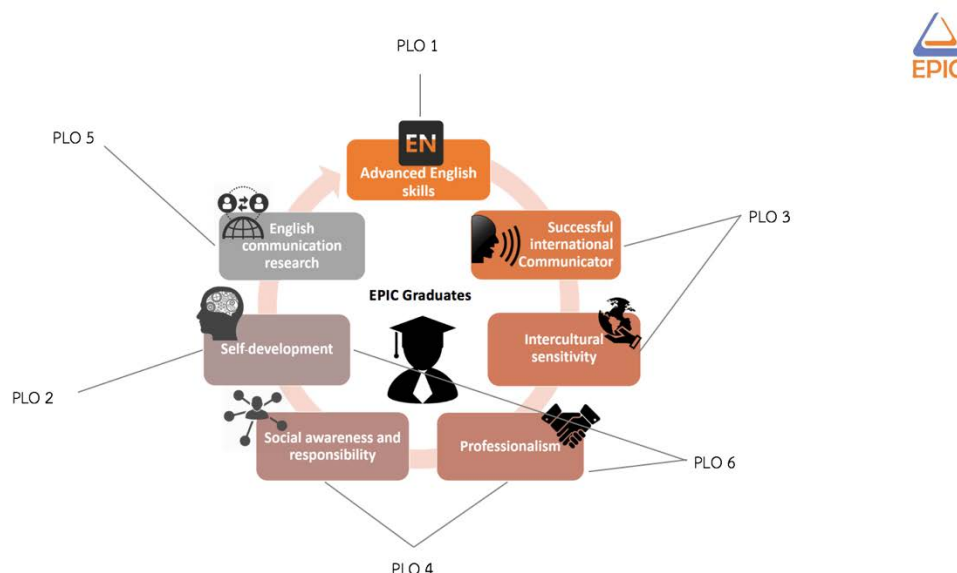 PLO 1
EPIC
PLO 5
EN
Advanced English
skills
English
communication
research
Successful
international
Communicator
PLO 3
EPIC Graduates
Self-development
Intercultural
sensitivity
PLO 2
Social awareness and
responsibility
Professionalism
PLO 6
PLO 4